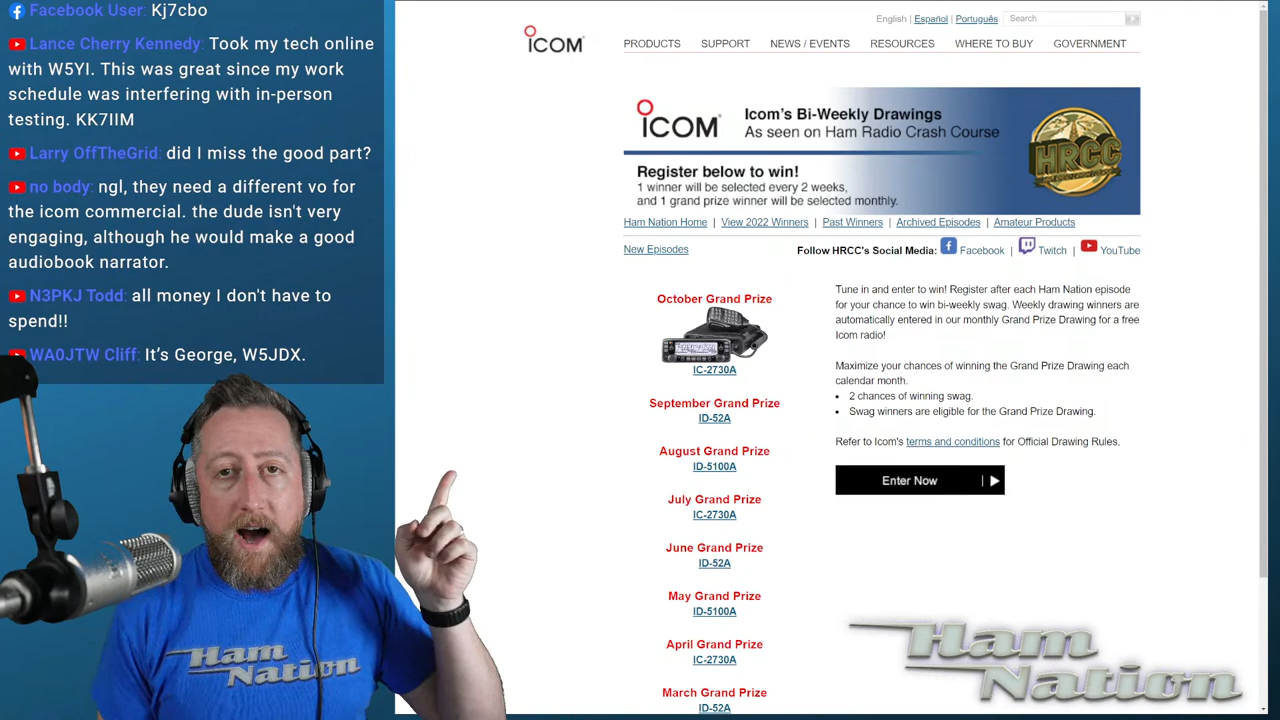 Facebook User: Kj7cbo
Lance Cherry Kennedy: Took my tech online
with W5YI. This was great since my work
schedule was interfering with in-person
testing. KK7IIM
Larry OffTheGrid: did I miss the good part?
no body: ngl, they need a different vo for
the icom commercial. the dude isn't very
engaging, although he would make a good
audiobook narrator.
N3PKJ Todd: all money I don't have to
spend!!
WA0JTW Cliff: It’s George, W5JDX.
Ham
Nation
English | Español | Português
Search
ICOM
PRODUCTS SUPPORT NEWS / EVENTS RESOURCES WHERE TO BUY GOVERNMENT
ICOM
Icom's Bi-Weekly Drawings
As seen on Ham Radio Crash Course
HRCC
Register below to win!
1 winner will be selected every 2 weeks,
and 1 grand prize winner will be selected monthly.
Ham Nation Home | View 2022 Winners | Past Winners | Archived Episodes | Amateur Products
New Episodes
Follow HRCC's Social Media: Facebook | Twitch | YouTube
October Grand Prize
IC-2730A
September Grand Prize
ID-52A
August Grand Prize
ID-5100A
July Grand Prize
IC-2730A
June Grand Prize
ID-52A
May Grand Prize
ID-5100A
April Grand Prize
IC-2730A
March Grand Prize
ID-52A
Tune in and enter to win! Register after each Ham Nation episode
for your chance to win bi-weekly swag. Weekly drawing winners are
automatically entered in our monthly Grand Prize Drawing for a free
Icom radio!
Maximize your chances of winning the Grand Prize Drawing each
calendar month.
• 2 chances of winning swag.
• Swag winners are eligible for the Grand Prize Drawing.
Refer to Icom's terms and conditions for Official Drawing Rules.
Enter Now
Ham
Nation